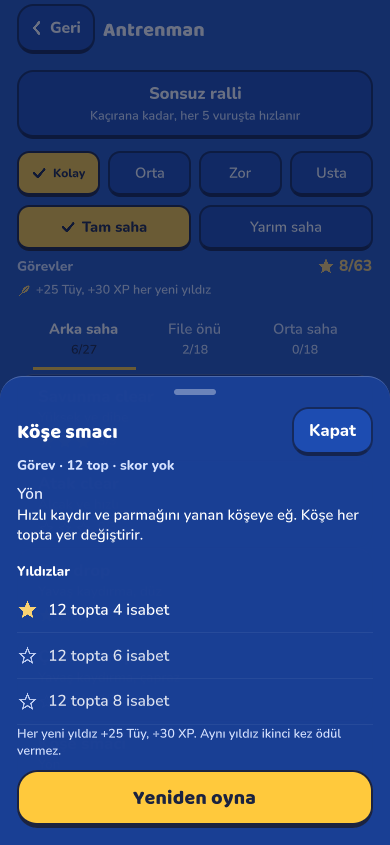 Geri
Antrenman
Sonsuz ralli
Kaçırana kadar, her 5 vuruşta hızlanır
Kolay
Orta
Zor
Usta
Tam saha
Yarım saha
Görevler
8/63
+25 Tüy, +30 XP her yeni yıldız
Arka saha
File önü
Orta saha
6/27
2/18
0/18
Köşe smacı
Kapat
Görev · 12 top · skor yok
Yön
Hızlı kaydır ve parmağını yanan köşeye eğ. Köşe her
topta yer değiştirir.
Yıldızlar
12 topta 4 isabet
12 topta 6 isabet
12 topta 8 isabet
Her yeni yıldız +25 Tüy, +30 XP. Aynı yıldız ikinci kez ödül
vermez.
Yeniden oyna